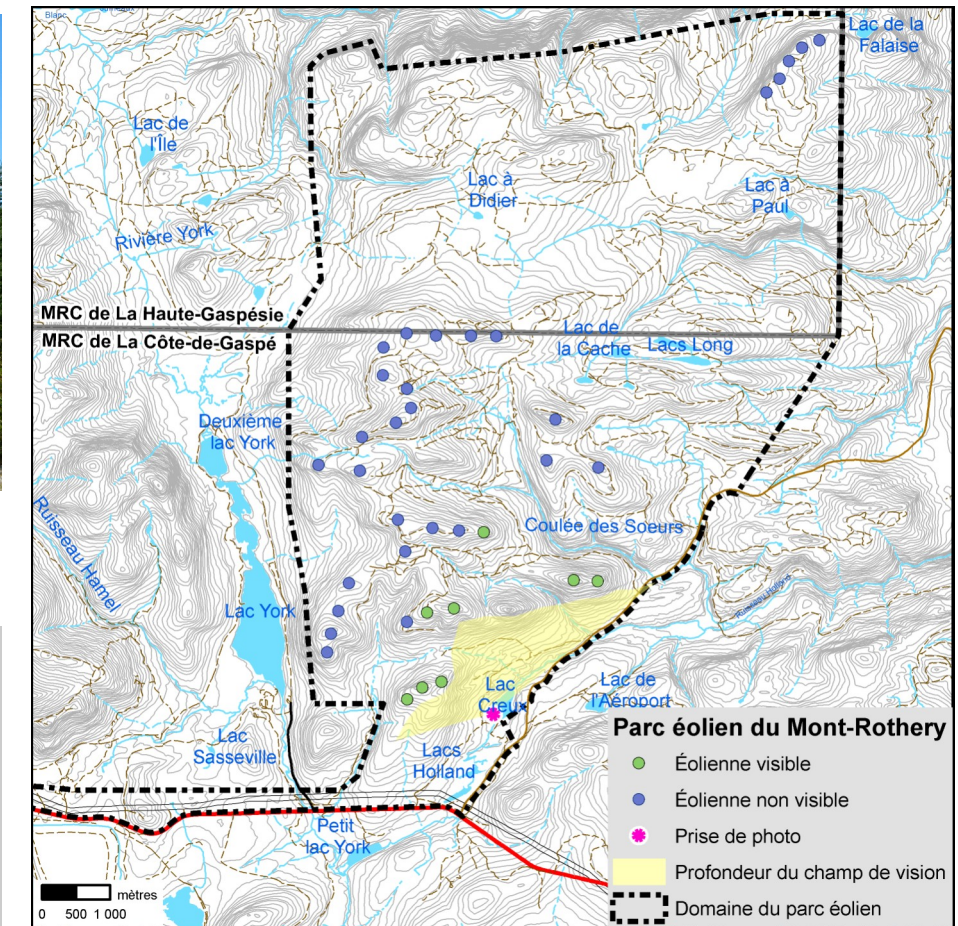 Blanc
Lac de la
Falaise
Lac de
l'Île
Lac à
Didier
Lac à
Paul
Rivière York
MRC de La Haute-Gaspésie
MRC de La Côte-de-Gaspé
Lac de
la Cache
Lacs Long
Deuxième
lac York
Coulée des Soeurs
Ruisseau Hamel
Lac York
Lac
Creux
Lac de
l'Aéroport
Lac
Sasseville
Lacs
Holland
Petit
lac York
Parc éolien du Mont-Rothery
Éolienne visible
Éolienne non visible
Prise de photo
Profondeur du champ de vision
Domaine du parc éolien
mètres
0 500 1 000